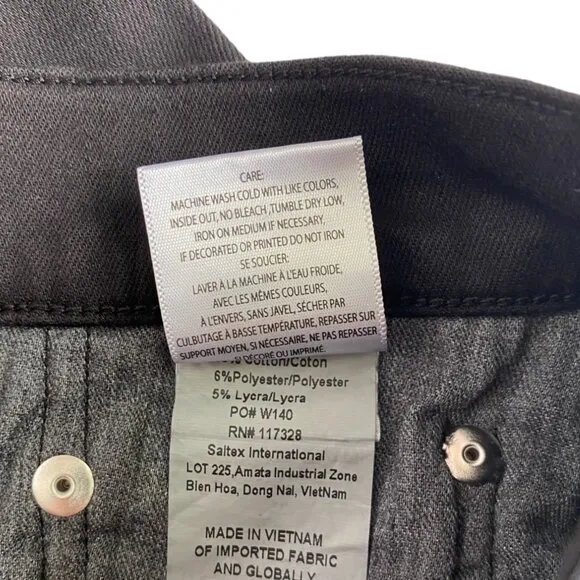 CARE:
MACHINE WASH COLD WITH LIKE COLORS,
INSIDE OUT, NO BLEACH ,TUMBLE DRY LOW,
IRON ON MEDIUM IF NECESSARY.
IF DECORATED OR PRINTED DO NOT IRON
SE SOUCIER:
LAVER À LA MACHINE À L'EAU FROIDE,
AVEC LES MÊMES COULEURS,
À L'ENVERS, SANS JAVEL, SÉCHER PAR
CULBUTAGE À BASSE TEMPÉRATURE, REPASSER SUR
SUPPORT MOYEN, SI NÉCESSAIRE, NE PAS REPASSER
SI DÉCORÉ OU IMPRIMÉ.
Cotton/Coton
6%Polyester/Polyester
5% Lycra/Lycra
PO# W140
RN# 117328
Saltex International
LOT 225,Amata Industrial Zone
Bien Hoa, Dong Nai, VietNam
MADE IN VIETNAM
OF IMPORTED FABRIC
AND GLOBALLY